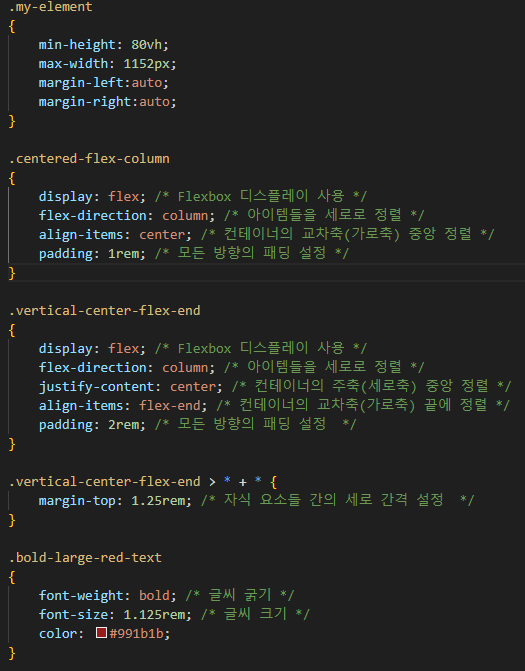 .my-element
{
    min-height: 80vh;
    max-width: 1152px;
    margin-left:auto;
    margin-right:auto;
}

.centered-flex-column
{
    display: flex; /* Flexbox 디스플레이 사용 */
    flex-direction: column; /* 아이템들을 세로로 정렬 */
    align-items: center; /* 컨테이너의 교차축(가로축) 중앙 정렬 */
    padding: 1rem; /* 모든 방향의 패딩 설정 */
}

.vertical-center-flex-end
{
    display: flex; /* Flexbox 디스플레이 사용 */
    flex-direction: column; /* 아이템들을 세로로 정렬 */
    justify-content: center; /* 컨테이너의 주축(세로축) 중앙 정렬 */
    align-items: flex-end; /* 컨테이너의 교차축(가로축) 끝에 정렬 */
    padding: 2rem; /* 모든 방향의 패딩 설정  */
}

.vertical-center-flex-end > * + * {
    margin-top: 1.25rem; /* 자식 요소들 간의 세로 간격 설정  */
}

.bold-large-red-text
{
    font-weight: bold; /* 글씨 굵기 */
    font-size: 1.125rem; /* 글씨 크기 */
    color: #991b1b;
}